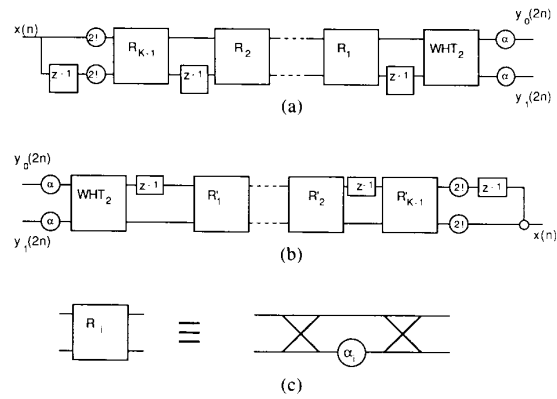 x(n) 2! R_{K-1} R_2 R_1 WHT_2 α y_0(2n)
z-1 2! z-1 z-1 α y_1(2n)
(a)
y_0(2n) α WHT_2 z-1 R'_1 R'_2 z-1 R'_{K-1} 2! z-1
y_1(2n) α 2! x(n)
(b)
R_i ≡ α_i
(c)